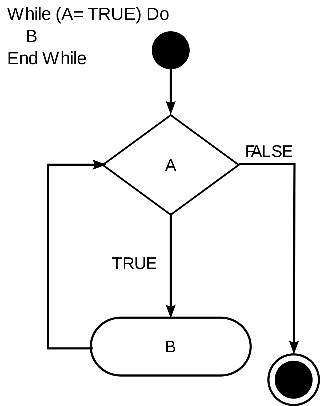 While (A= TRUE) Do
B
End While
A
FALSE
TRUE
B